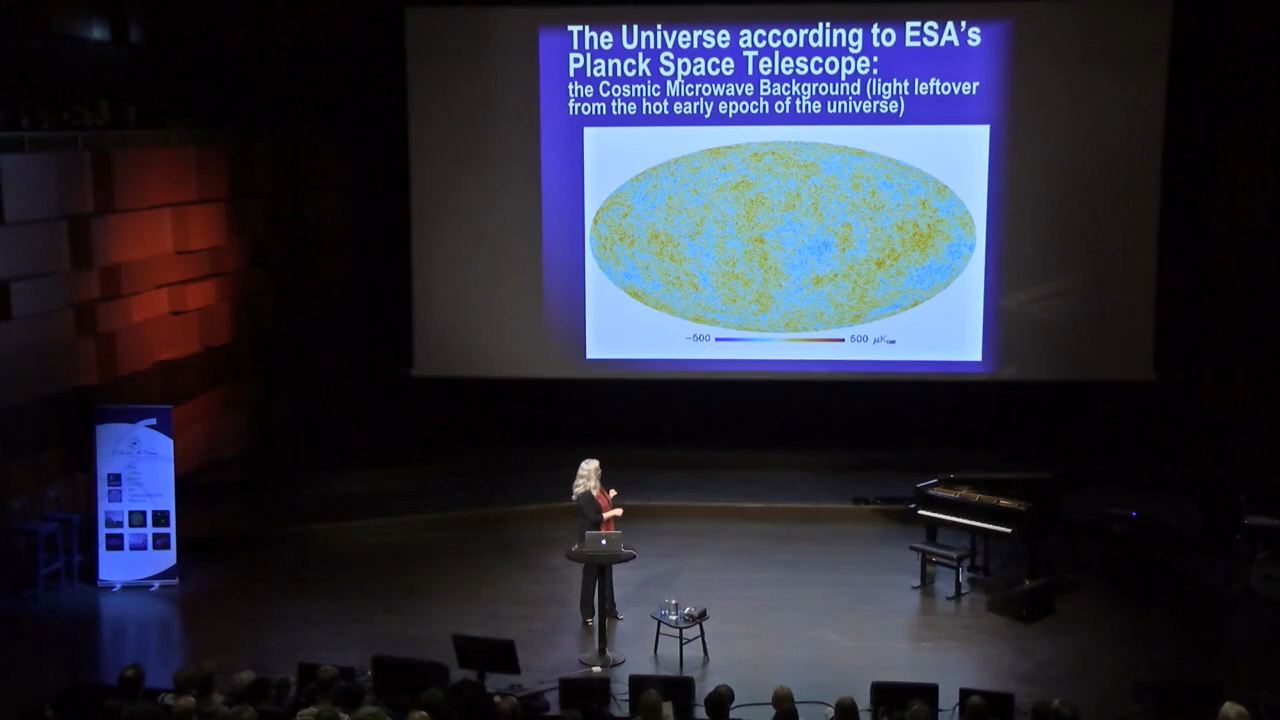 The Universe according to ESA's
Planck Space Telescope:
the Cosmic Microwave Background (light leftover
from the hot early epoch of the universe)
–500
500 μK